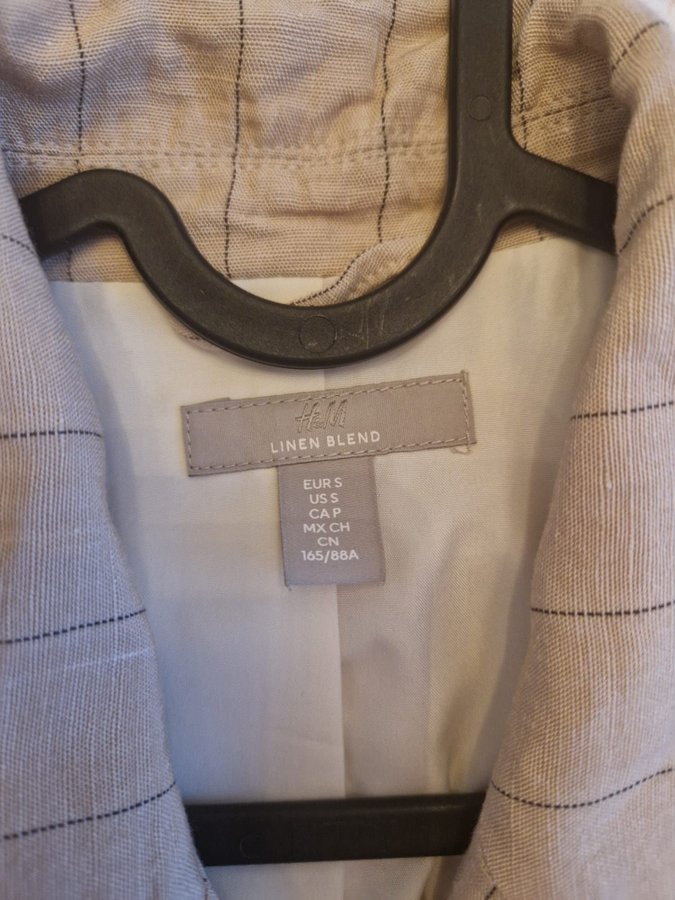 H&M
LINEN BLEND
EUR S
US S
CA P
MX CH
CN
165/88A